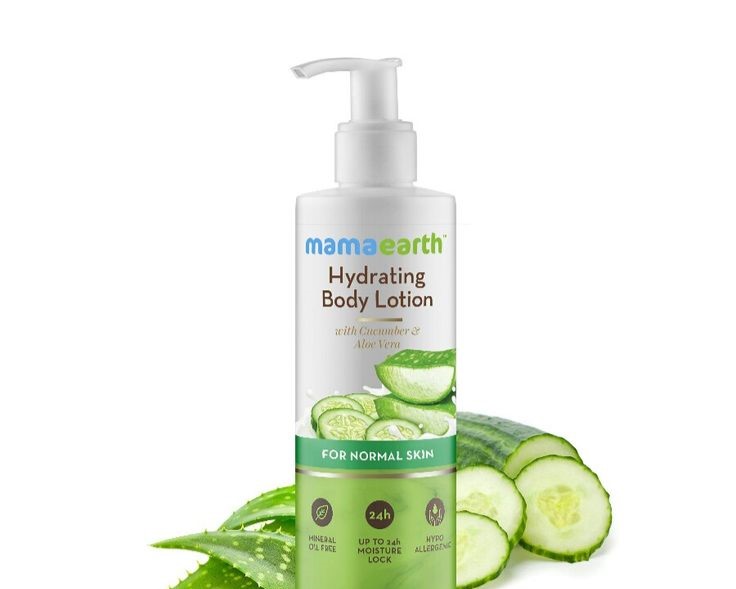 mamaearth™
Hydrating
Body Lotion
with Cucumber &
Aloe Vera
FOR NORMAL SKIN
MINERAL
OIL FREE
24h
UP TO 24h
MOISTURE
LOCK
HYPO
ALLERGENIC